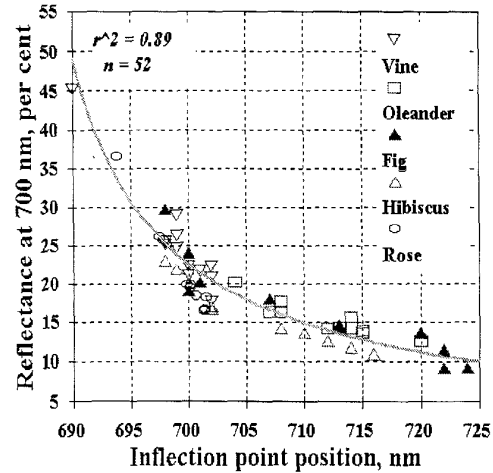 55
50
45
40
35
30
25
20
15
10
5
Reflectance at 700 nm, per cent
r^2 = 0.89
n = 52
Vine
Oleander
Fig
Hibiscus
Rose
690 695 700 705 710 715 720 725
Inflection point position, nm